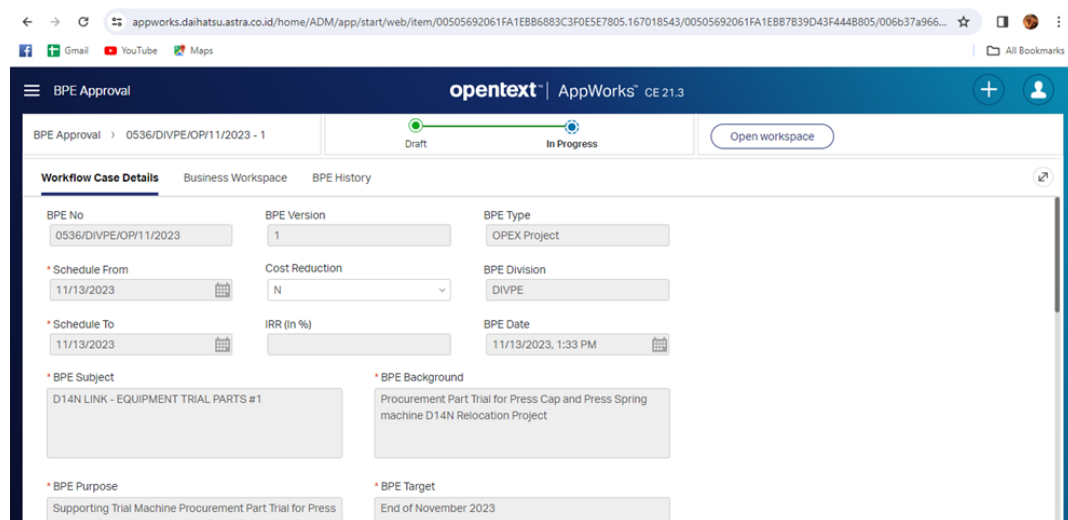 appworks.daihatsu.astra.co.id/home/ADM/app/start/web/item/00505692061FA1EBB6883C3F0E5E7805.167018543/00505692061FA1EBB7B39D43F444B805/006b37a966...
Gmail YouTube Maps All Bookmarks
BPE Approval opentext™ | AppWorks™ CE 21.3
BPE Approval > 0536/DIVPE/OP/11/2023 - 1
Draft In Progress
Open workspace
Workflow Case Details Business Workspace BPE History
BPE No BPE Version BPE Type
0536/DIVPE/OP/11/2023 1 OPEX Project
* Schedule From Cost Reduction BPE Division
11/13/2023 N DIVPE
* Schedule To IRR (In %) BPE Date
11/13/2023 11/13/2023, 1:33 PM
* BPE Subject * BPE Background
D14N LINK - EQUIPMENT TRIAL PARTS #1 Procurement Part Trial for Press Cap and Press Spring
machine D14N Relocation Project
* BPE Purpose * BPE Target
Supporting Trial Machine Procurement Part Trial for Press End of November 2023